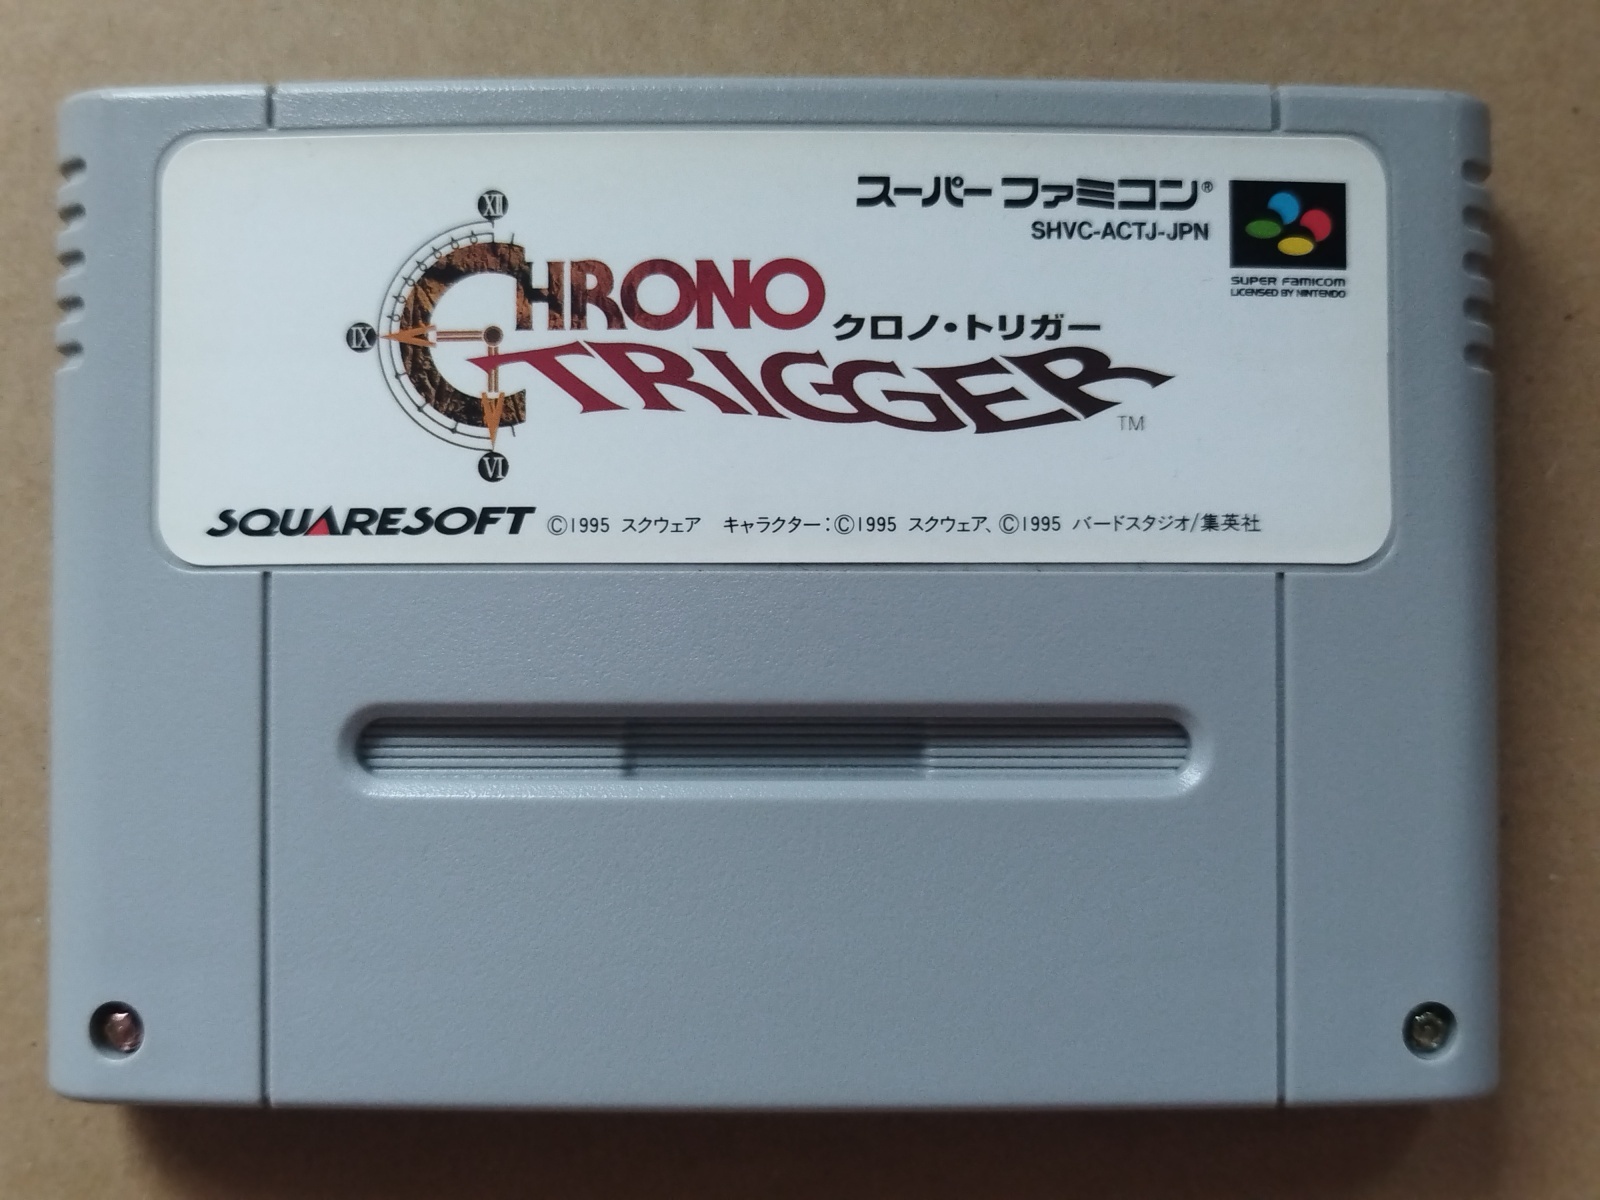 スーパーファミコン®
SHVC-ACTJ-JPN
SUPER FAMICOM
LICENSED BY NINTENDO
XII
IX
VI
CHRONO
クロノ・トリガー
TRIGGER
TM
SQUARESOFT ©1995 スクウェア キャラクター:©1995 スクウェア、©1995 バードスタジオ/集英社